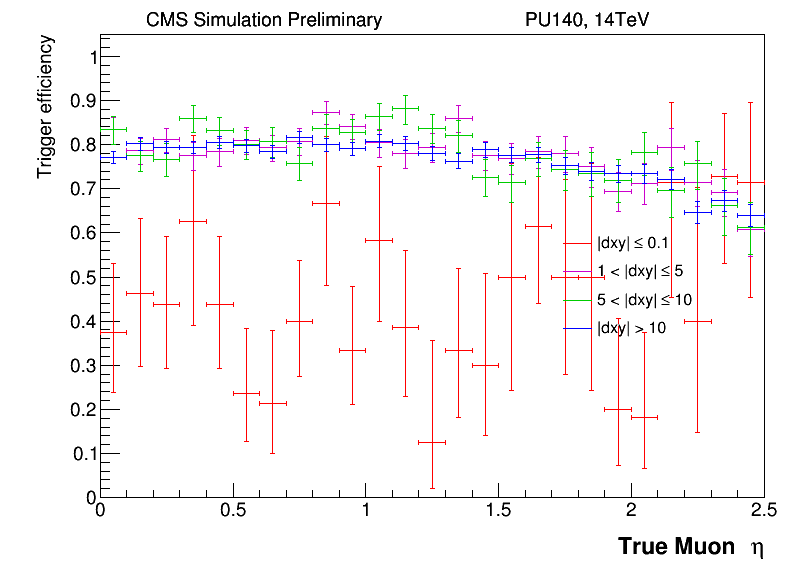 CMS Simulation Preliminary
PU140, 14TeV
Trigger efficiency
1
0.9
0.8
0.7
0.6
0.5
0.4
0.3
0.2
0.1
0
|dxy| ≤ 0.1
1 < |dxy| ≤ 5
5 < |dxy| ≤ 10
|dxy| > 10
0 0.5 1 1.5 2 2.5
True Muon η